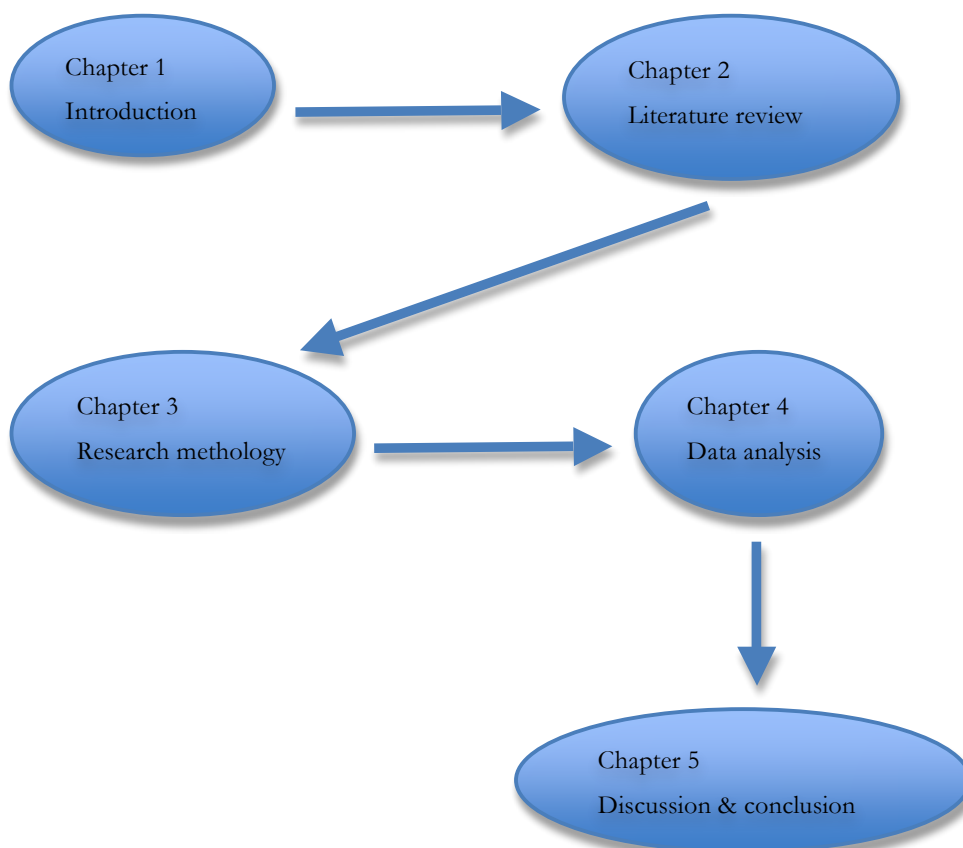 Chapter 1
Introduction
Chapter 2
Literature review
Chapter 3
Research methology
Chapter 4
Data analysis
Chapter 5
Discussion & conclusion